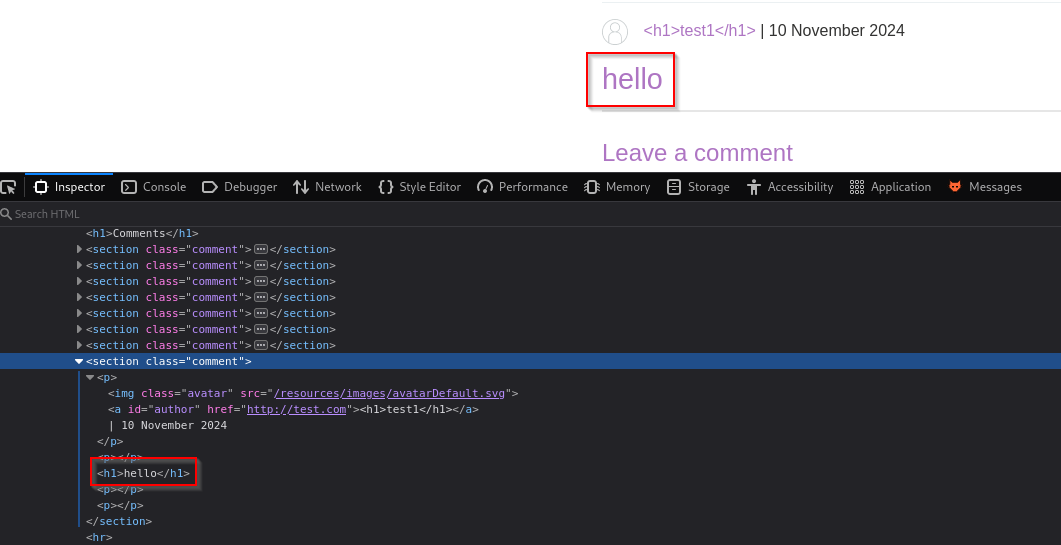 <h1>test1</h1> | 10 November 2024
hello
Leave a comment
Inspector Console Debugger Network Style Editor Performance Memory Storage Accessibility Application Messages
Search HTML
<h1>Comments</h1>
<section class="comment"></section>
<section class="comment"></section>
<section class="comment"></section>
<section class="comment"></section>
<section class="comment"></section>
<section class="comment"></section>
<section class="comment"></section>
<section class="comment">
<p>
<img class="avatar" src="/resources/images/avatarDefault.svg">
<a id="author" href="http://test.com"><h1>test1</h1></a>
| 10 November 2024
</p>
<p></p>
<h1>hello</h1>
<p></p>
<p></p>
</section>
<hr>